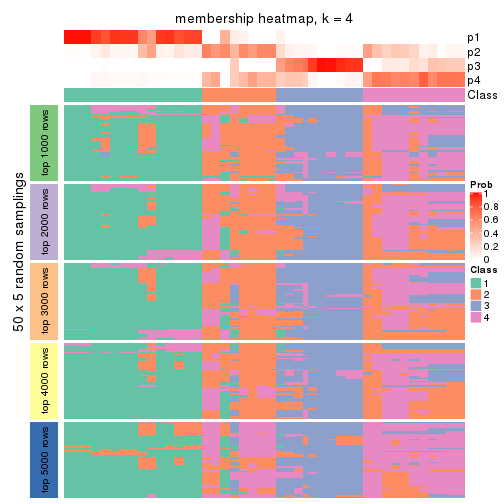 membership heatmap, k = 4
p1
p2
p3
p4
Class
50 x 5 random samplings
top 1000 rows
top 2000 rows
top 3000 rows
top 4000 rows
top 5000 rows
Prob
1
0.8
0.6
0.4
0.2
0
Class
1
2
3
4